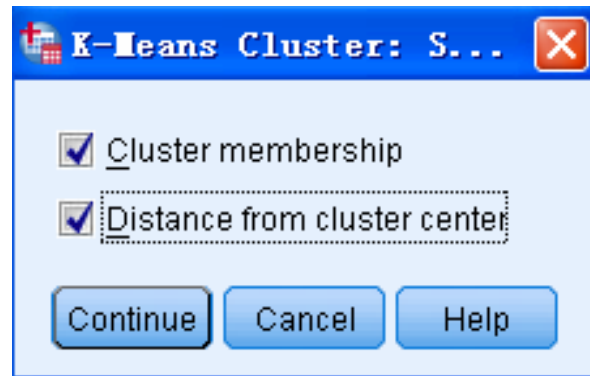 K-Means Cluster: S...
Cluster membership
Distance from cluster center
Continue Cancel Help